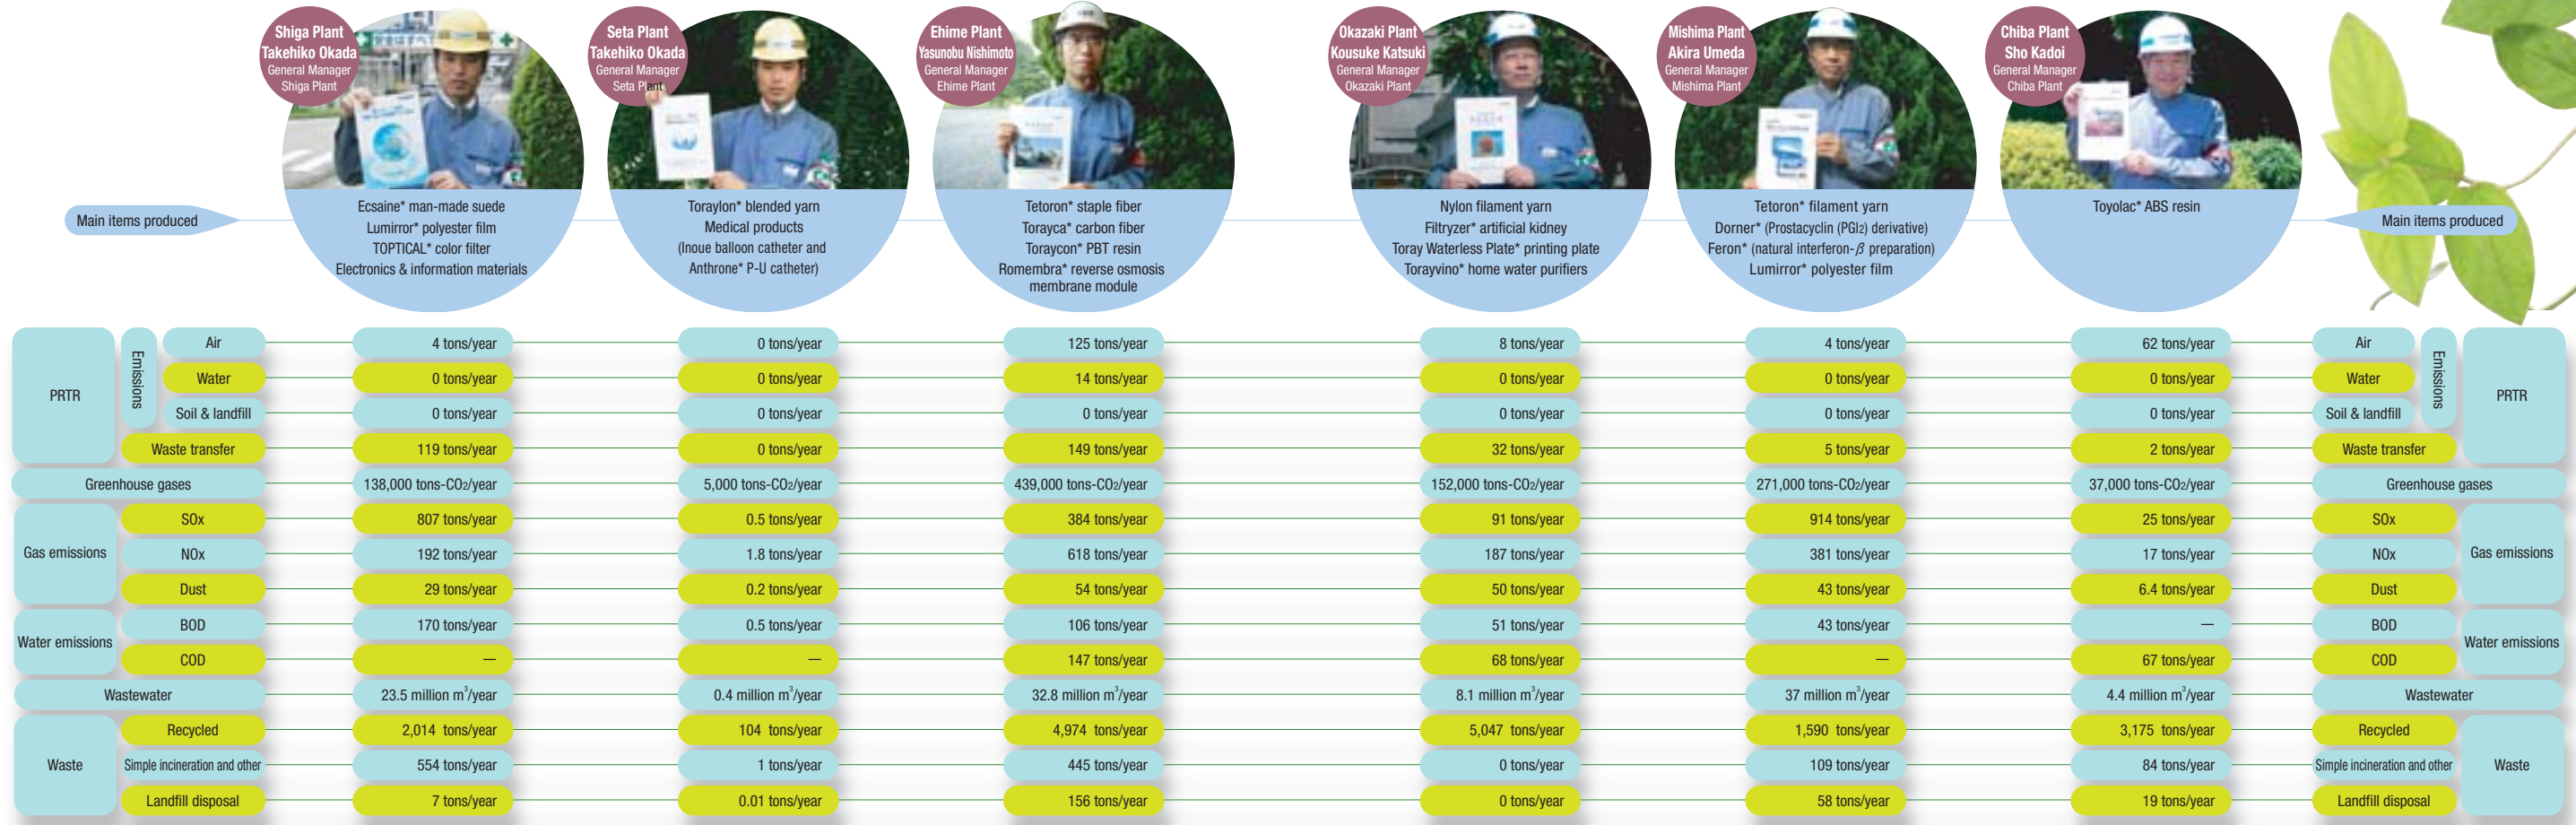 Shiga Plant
Takehiko Okada
General Manager
Shiga Plant
Seta Plant
Takehiko Okada
General Manager
Seta Plant
Ehime Plant
Yasunobu Nishimoto
General Manager
Ehime Plant
Okazaki Plant
Kousuke Katsuki
General Manager
Okazaki Plant
Mishima Plant
Akira Umeda
General Manager
Mishima Plant
Chiba Plant
Sho Kadoi
General Manager
Chiba Plant
Main items produced
Ecsaine* man-made suede
Lumirror* polyester film
TOPTICAL* color filter
Electronics & information materials
Toraylon* blended yarn
Medical products
(Inoue balloon catheter and
Anthrone* P-U catheter)
Tetoron* staple fiber
Torayca* carbon fiber
Toraycon* PBT resin
Romembra* reverse osmosis
membrane module
Nylon filament yarn
Filtryzer* artificial kidney
Toray Waterless Plate* printing plate
Torayvino* home water purifiers
Tetoron* filament yarn
Dorner* (Prostacyclin (PGI2) derivative)
Feron* (natural interferon-β preparation)
Lumirror* polyester film
Toyolac* ABS resin
Main items produced
PRTR Emissions Air 4 tons/year 0 tons/year 125 tons/year 8 tons/year 4 tons/year 62 tons/year Air Emissions PRTR
Water 0 tons/year 0 tons/year 14 tons/year 0 tons/year 0 tons/year 0 tons/year Water
Soil & landfill 0 tons/year 0 tons/year 0 tons/year 0 tons/year 0 tons/year 0 tons/year Soil & landfill
Waste transfer 119 tons/year 0 tons/year 149 tons/year 32 tons/year 5 tons/year 2 tons/year Waste transfer
Greenhouse gases 138,000 tons-CO2/year 5,000 tons-CO2/year 439,000 tons-CO2/year 152,000 tons-CO2/year 271,000 tons-CO2/year 37,000 tons-CO2/year Greenhouse gases
Gas emissions SOx 807 tons/year 0.5 tons/year 384 tons/year 91 tons/year 914 tons/year 25 tons/year SOx Gas emissions
NOx 192 tons/year 1.8 tons/year 618 tons/year 187 tons/year 381 tons/year 17 tons/year NOx
Dust 29 tons/year 0.2 tons/year 54 tons/year 50 tons/year 43 tons/year 6.4 tons/year Dust
Water emissions BOD 170 tons/year 0.5 tons/year 106 tons/year 51 tons/year 43 tons/year — BOD Water emissions
COD — — 147 tons/year 68 tons/year — 67 tons/year COD
Wastewater 23.5 million m³/year 0.4 million m³/year 32.8 million m³/year 8.1 million m³/year 37 million m³/year 4.4 million m³/year Wastewater
Waste Recycled 2,014 tons/year 104 tons/year 4,974 tons/year 5,047 tons/year 1,590 tons/year 3,175 tons/year Recycled Waste
Simple incineration and other 554 tons/year 1 tons/year 445 tons/year 0 tons/year 109 tons/year 84 tons/year Simple incineration and other
Landfill disposal 7 tons/year 0.01 tons/year 156 tons/year 0 tons/year 58 tons/year 19 tons/year Landfill disposal